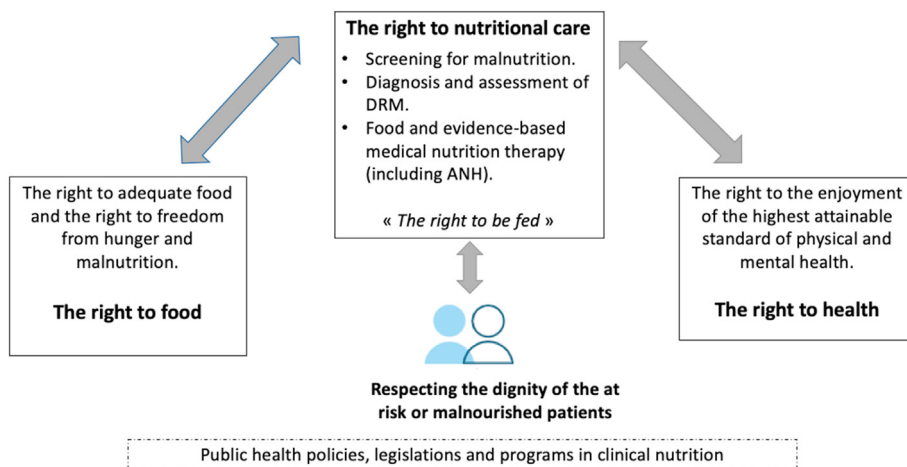 The right to nutritional care
• Screening for malnutrition.
• Diagnosis and assessment of
DRM.
• Food and evidence-based
medical nutrition therapy
(including ANH).
« The right to be fed »
The right to adequate food
and the right to freedom
from hunger and
malnutrition.
The right to food
The right to the enjoyment
of the highest attainable
standard of physical and
mental health.
The right to health
Respecting the dignity of the at
risk or malnourished patients
Public health policies, legislations and programs in clinical nutrition